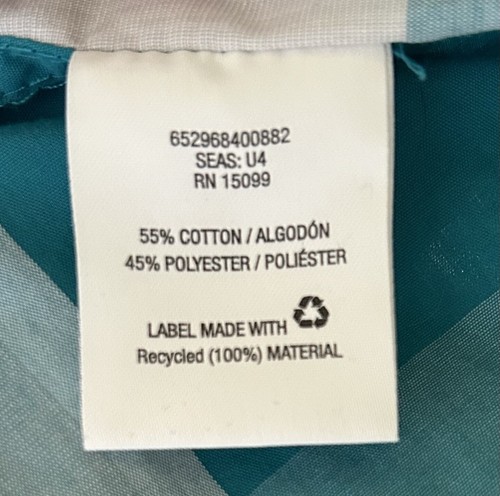 652968400882
SEAS: U4
RN 15099
55% COTTON / ALGODÓN
45% POLYESTER / POLIÉSTER
LABEL MADE WITH
Recycled (100%) MATERIAL